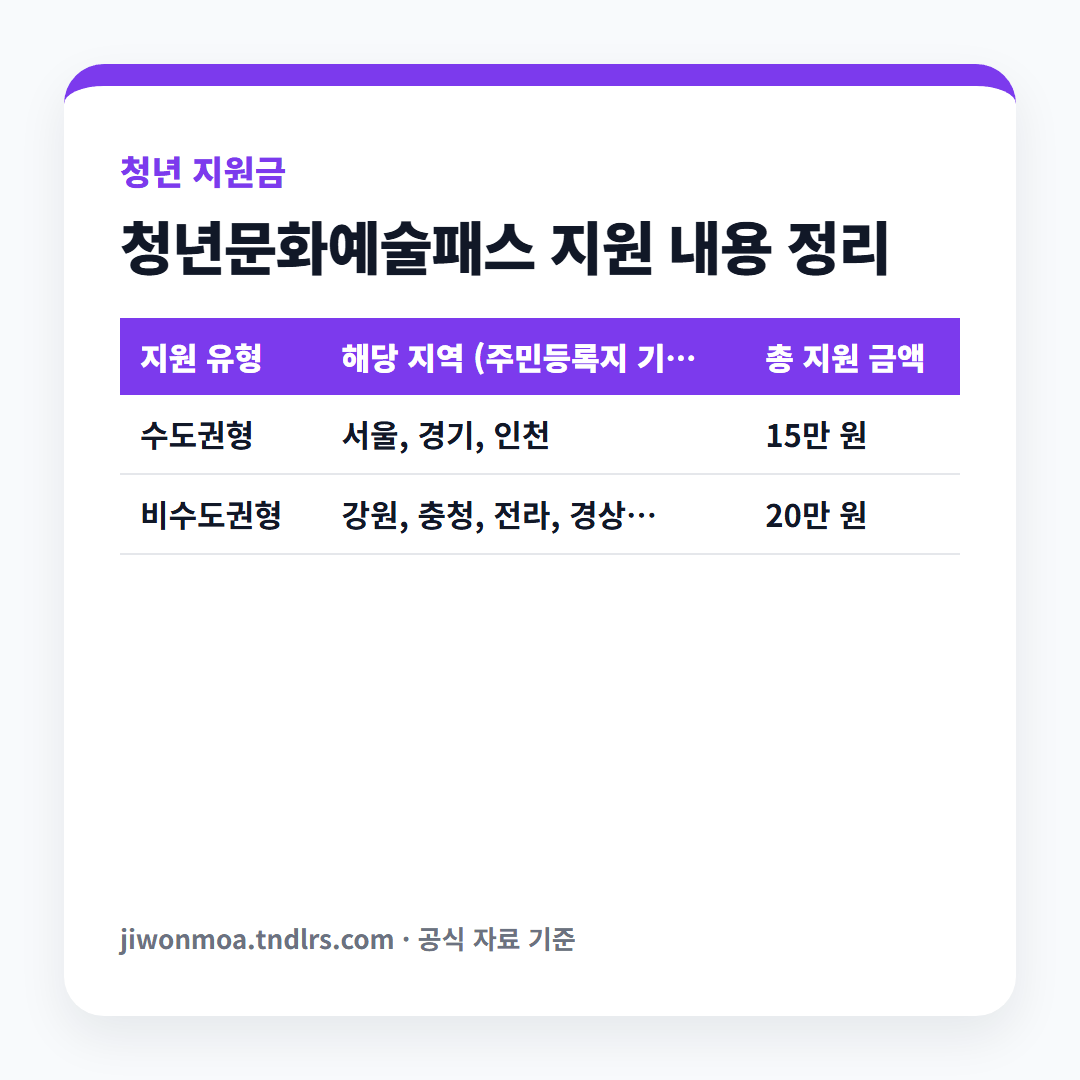 청년 지원금
청년문화예술패스 지원 내용 정리
지원 유형 해당 지역 (주민등록지 기… 총 지원 금액
수도권형 서울, 경기, 인천 15만 원
비수도권형 강원, 충청, 전라, 경상… 20만 원
jiwonmoa.tndlrs.com · 공식 자료 기준